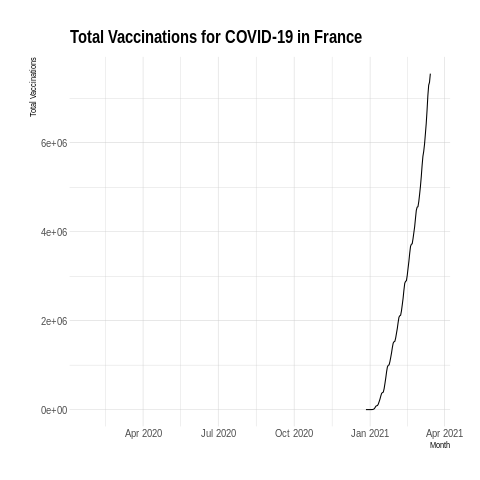 Total Vaccinations for COVID-19 in France
Total Vaccinations
6e+06
4e+06
2e+06
0e+00
Apr 2020 Jul 2020 Oct 2020 Jan 2021 Apr 2021
Month